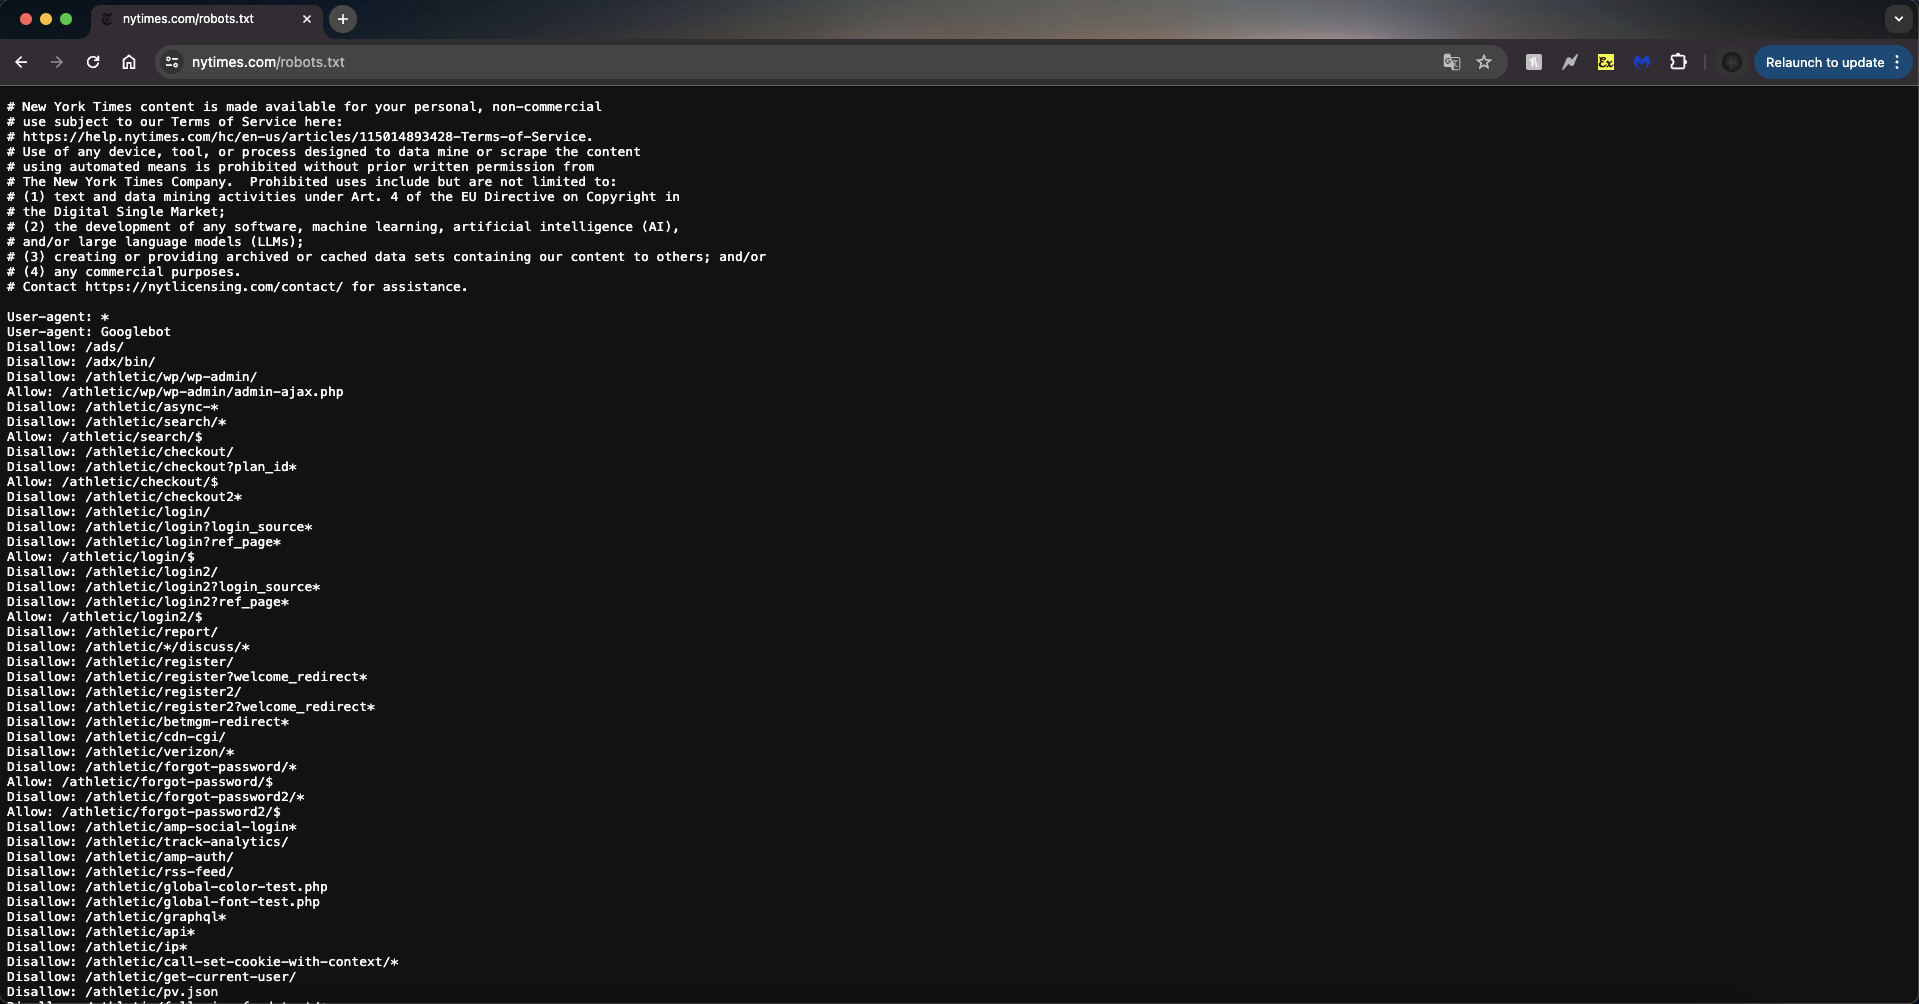 nytimes.com/robots.txt
nytimes.com/robots.txt
Ex
Relaunch to update
# New York Times content is made available for your personal, non-commercial
# use subject to our Terms of Service here:
# https://help.nytimes.com/hc/en-us/articles/115014893428-Terms-of-Service.
# Use of any device, tool, or process designed to data mine or scrape the content
# using automated means is prohibited without prior written permission from
# The New York Times Company.  Prohibited uses include but are not limited to:
# (1) text and data mining activities under Art. 4 of the EU Directive on Copyright in
# the Digital Single Market;
# (2) the development of any software, machine learning, artificial intelligence (AI),
# and/or large language models (LLMs);
# (3) creating or providing archived or cached data sets containing our content to others; and/or
# (4) any commercial purposes.
# Contact https://nytlicensing.com/contact/ for assistance.
User-agent: *
User-agent: Googlebot
Disallow: /ads/
Disallow: /adx/bin/
Disallow: /athletic/wp/wp-admin/
Allow: /athletic/wp/wp-admin/admin-ajax.php
Disallow: /athletic/async-*
Disallow: /athletic/search/*
Allow: /athletic/search/$
Disallow: /athletic/checkout/
Disallow: /athletic/checkout?plan_id*
Allow: /athletic/checkout/$
Disallow: /athletic/checkout2*
Disallow: /athletic/login/
Disallow: /athletic/login?login_source*
Disallow: /athletic/login?ref_page*
Allow: /athletic/login/$
Disallow: /athletic/login2/
Disallow: /athletic/login2?login_source*
Disallow: /athletic/login2?ref_page*
Allow: /athletic/login2/$
Disallow: /athletic/report/
Disallow: /athletic/*/discuss/*
Disallow: /athletic/register/
Disallow: /athletic/register?welcome_redirect*
Disallow: /athletic/register2/
Disallow: /athletic/register2?welcome_redirect*
Disallow: /athletic/betmgm-redirect*
Disallow: /athletic/cdn-cgi/
Disallow: /athletic/verizon/*
Disallow: /athletic/forgot-password/*
Allow: /athletic/forgot-password/$
Disallow: /athletic/forgot-password2/*
Allow: /athletic/forgot-password2/$
Disallow: /athletic/amp-social-login*
Disallow: /athletic/track-analytics/
Disallow: /athletic/amp-auth/
Disallow: /athletic/rss-feed/
Disallow: /athletic/global-color-test.php
Disallow: /athletic/global-font-test.php
Disallow: /athletic/graphql*
Disallow: /athletic/api*
Disallow: /athletic/ip*
Disallow: /athletic/call-set-cookie-with-context/*
Disallow: /athletic/get-current-user/
Disallow: /athletic/pv.json